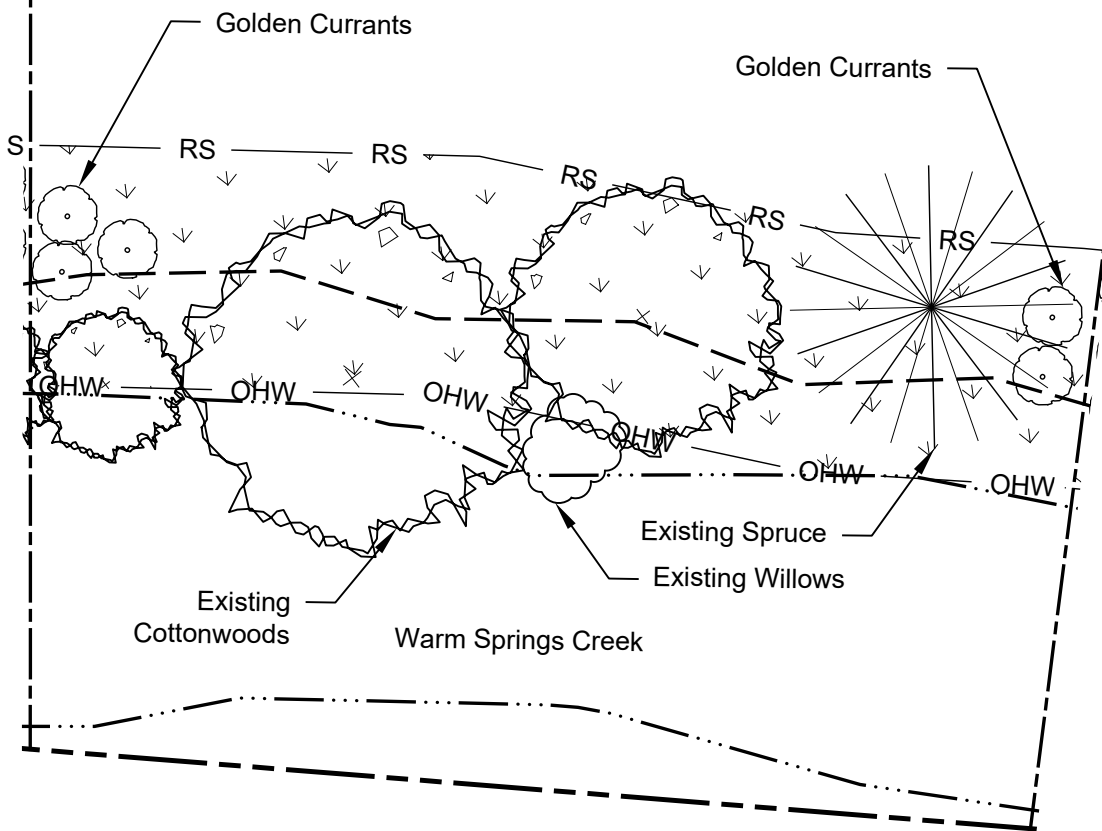 Golden Currants
Golden Currants
S
RS
RS
RS
RS
RS
OHW
OHW
OHW
OHW
OHW
OHW
Existing Spruce
Existing Willows
Existing
Cottonwoods
Warm Springs Creek